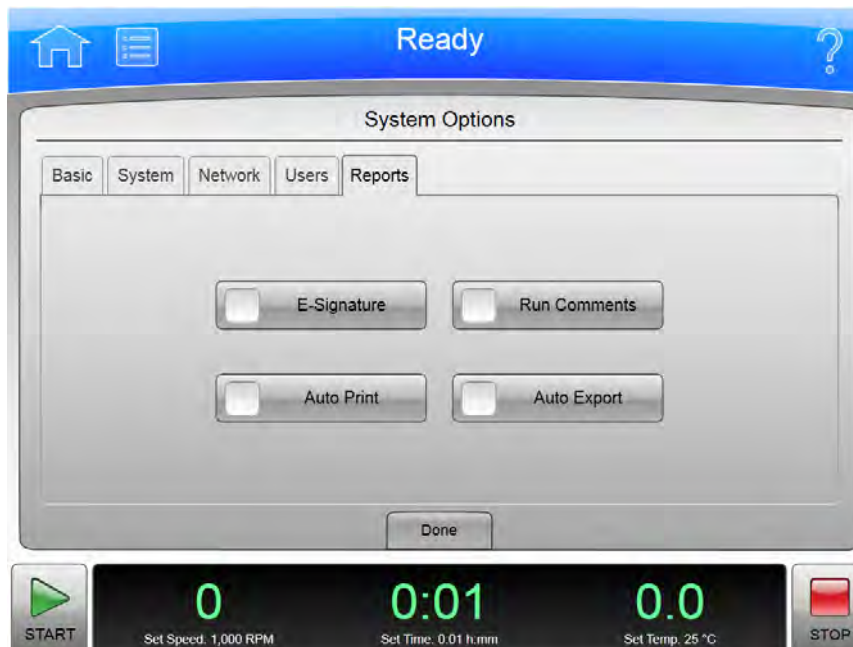 Ready
?
System Options
Basic System Network Users Reports
E-Signature Run Comments
Auto Print Auto Export
Done
0 0:01 0.0
START Set Speed. 1,000 RPM Set Time. 0.01 h:mm Set Temp. 25 °C STOP